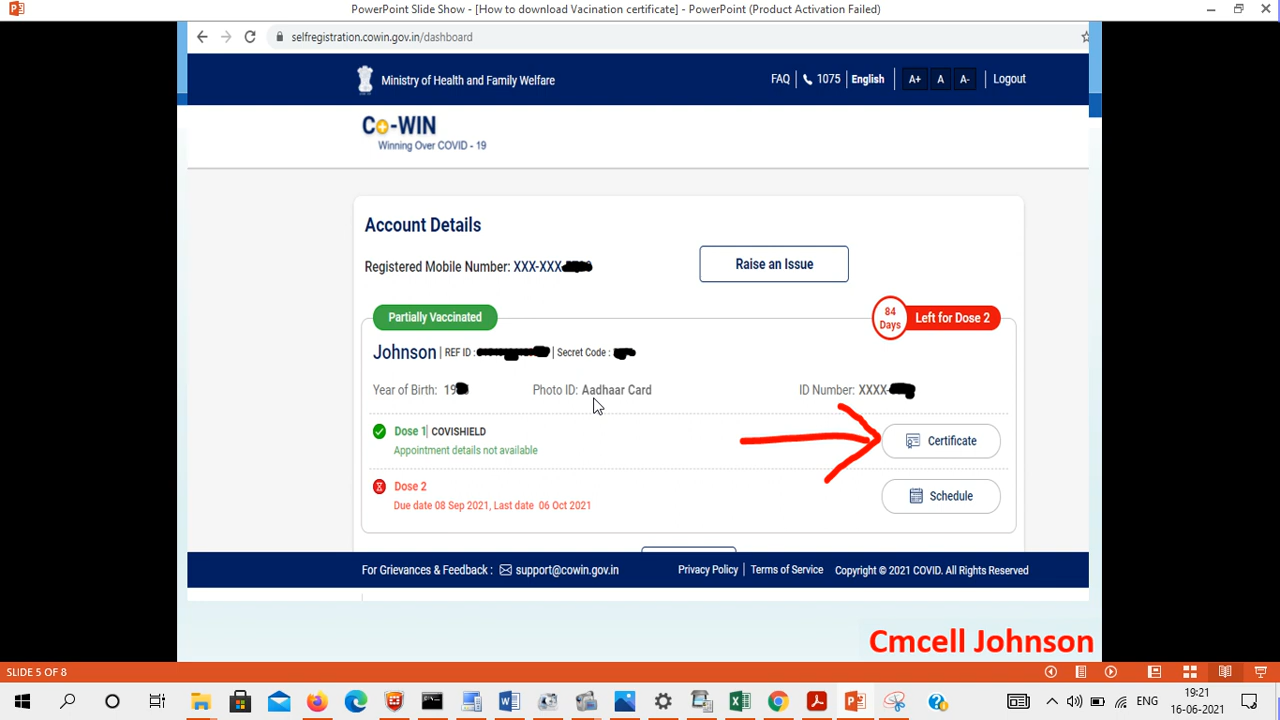 PowerPoint Slide Show - [How to download Vacination certificate] - PowerPoint (Product Activation Failed)
selfregistration.cowin.gov.in/dashboard
Ministry of Health and Family Welfare
FAQ | 1075 | English | A+ A A- | Logout
Co-WIN
Winning Over COVID - 19
Account Details
Registered Mobile Number: XXX-XXX
Raise an Issue
Partially Vaccinated
84 Days Left for Dose 2
Johnson | REF ID : | Secret Code :
Year of Birth: 19 Photo ID: Aadhaar Card ID Number: XXXX-
Dose 1| COVISHIELD
Appointment details not available
Certificate
Dose 2
Due date 08 Sep 2021, Last date 06 Oct 2021
Schedule
For Grievances & Feedback : support@cowin.gov.in Privacy Policy | Terms of Service Copyright © 2021 COVID. All Rights Reserved
Cmcell Johnson
SLIDE 5 OF 8
ENG
19:21
16-06-2021